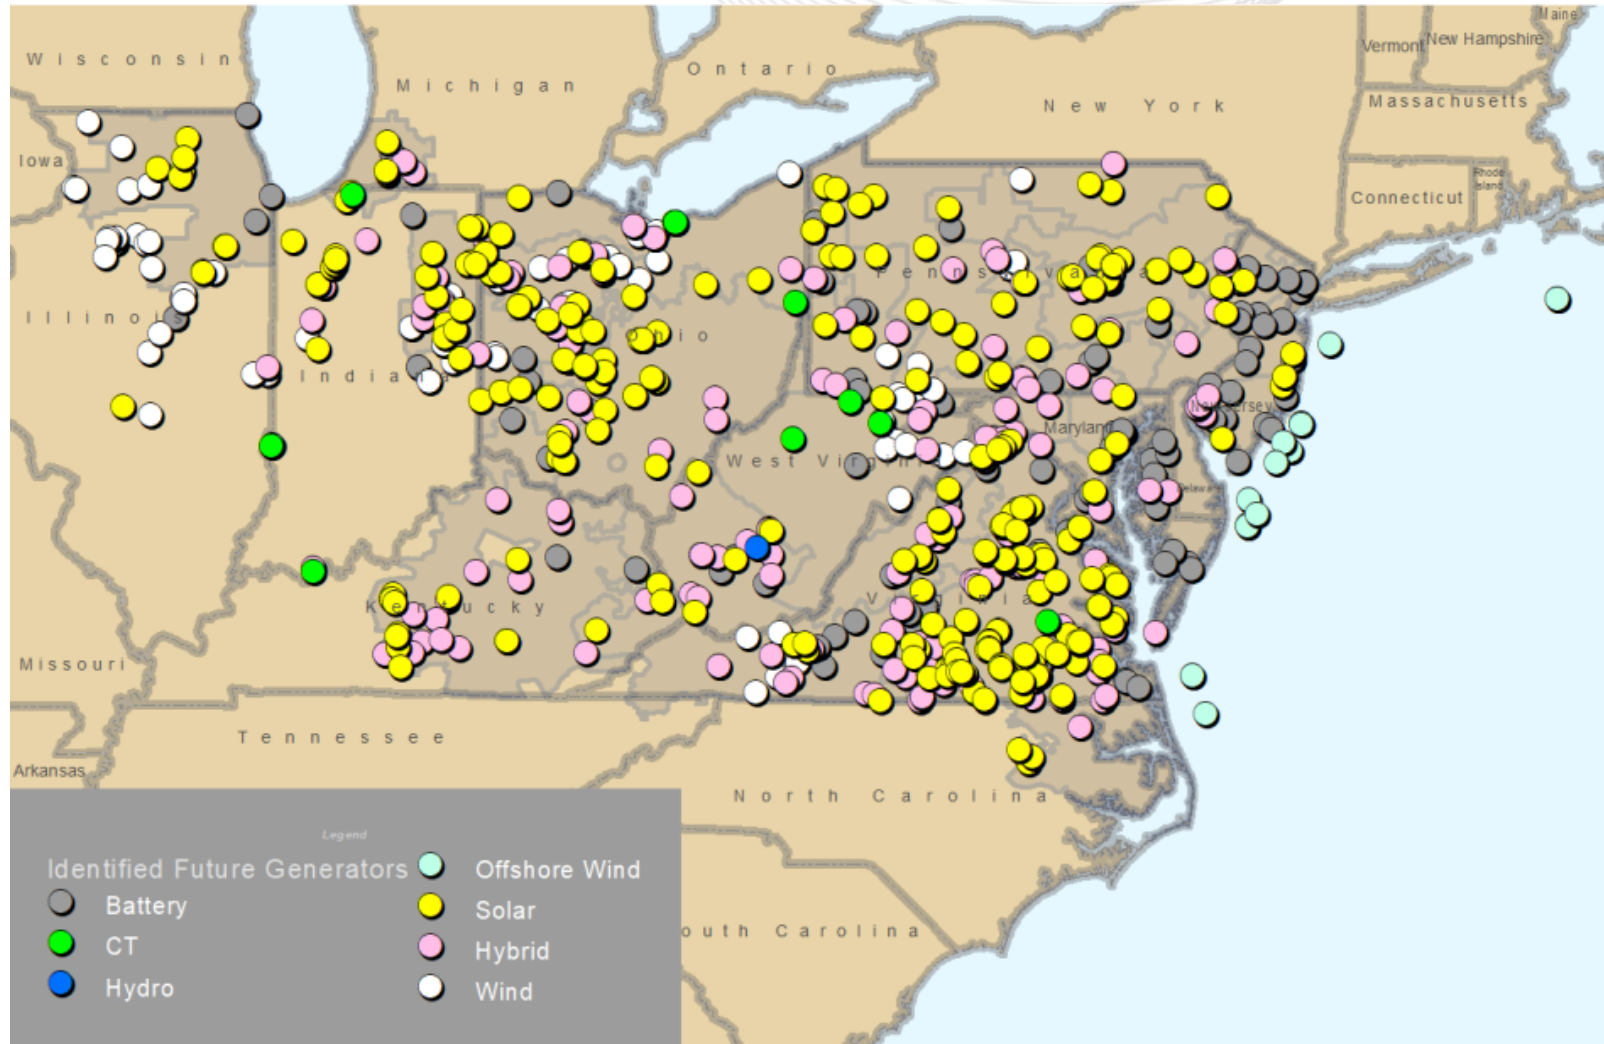 Maine
Vermont
New Hampshire
Wisconsin
Michigan
Ontario
New York
Massachusetts
Iowa
Rhode
Island
Connecticut
Pennsylvania
Illinois
Ohio
Indiana
New Jersey
Maryland
West Virginia
Delaware
Virginia
Kentucky
Missouri
Tennessee
Arkansas
North Carolina
outh Carolina
Legend
Identified Future Generators
Battery
CT
Hydro
Offshore Wind
Solar
Hybrid
Wind